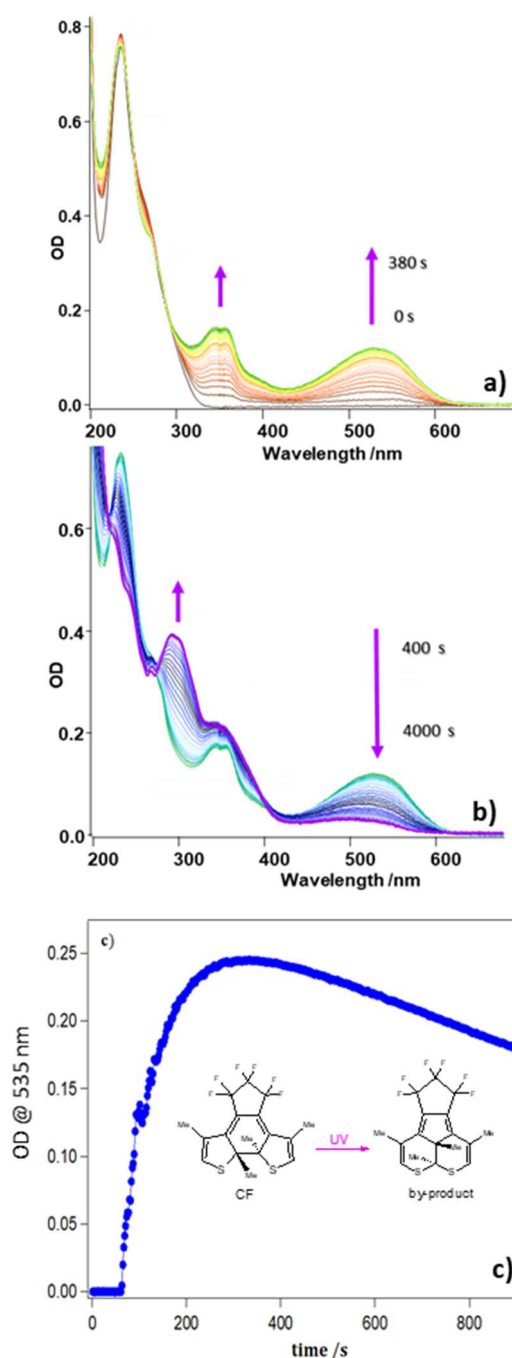 0.8
0.6
0.4
0.2
0.0
OD
380 s
0 s
a)
200 300 400 500 600
Wavelength /nm
0.6
0.4
0.2
0.0
OD
400 s
4000 s
b)
200 300 400 500 600
Wavelength /nm
c)
0.25
0.20
0.15
0.10
0.05
0.00
OD @ 535 nm
F F F F F F
F F F F F F
Me Me Me Me
Me Me Me Me
UV
S S
S S
CF
by-product
c)
0 200 400 600 800
time /s